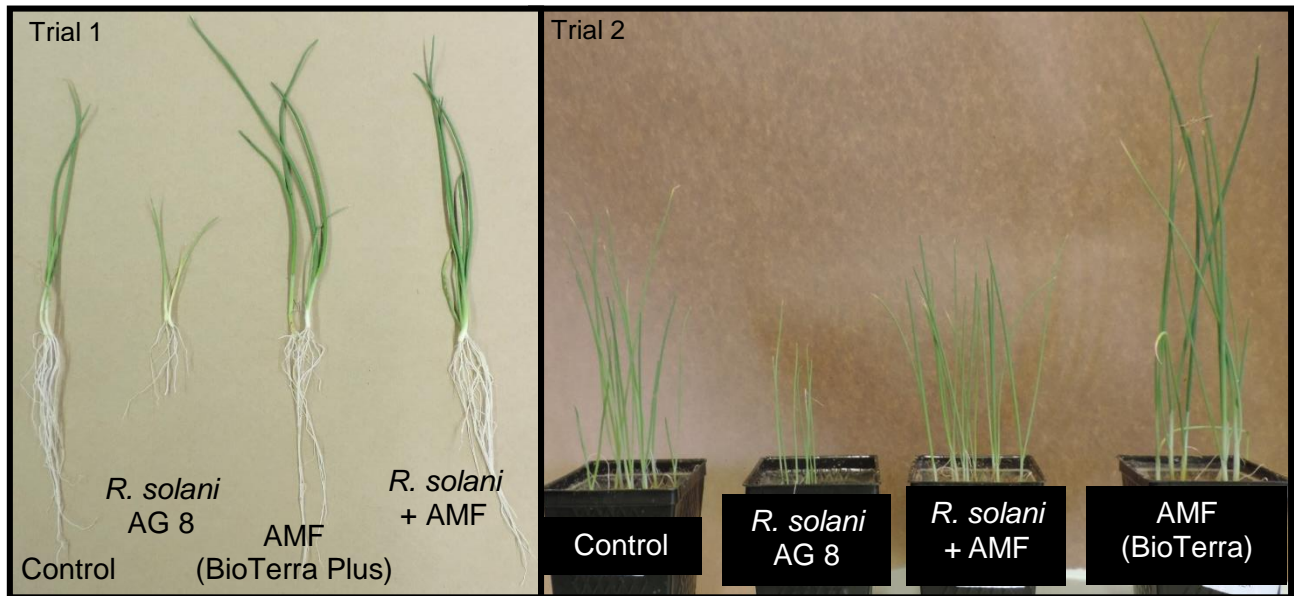 Trial 1
Control
R. solani
AG 8
AMF
(BioTerra Plus)
R. solani
+ AMF
Trial 2
Control
R. solani
AG 8
R. solani
+ AMF
AMF
(BioTerra)